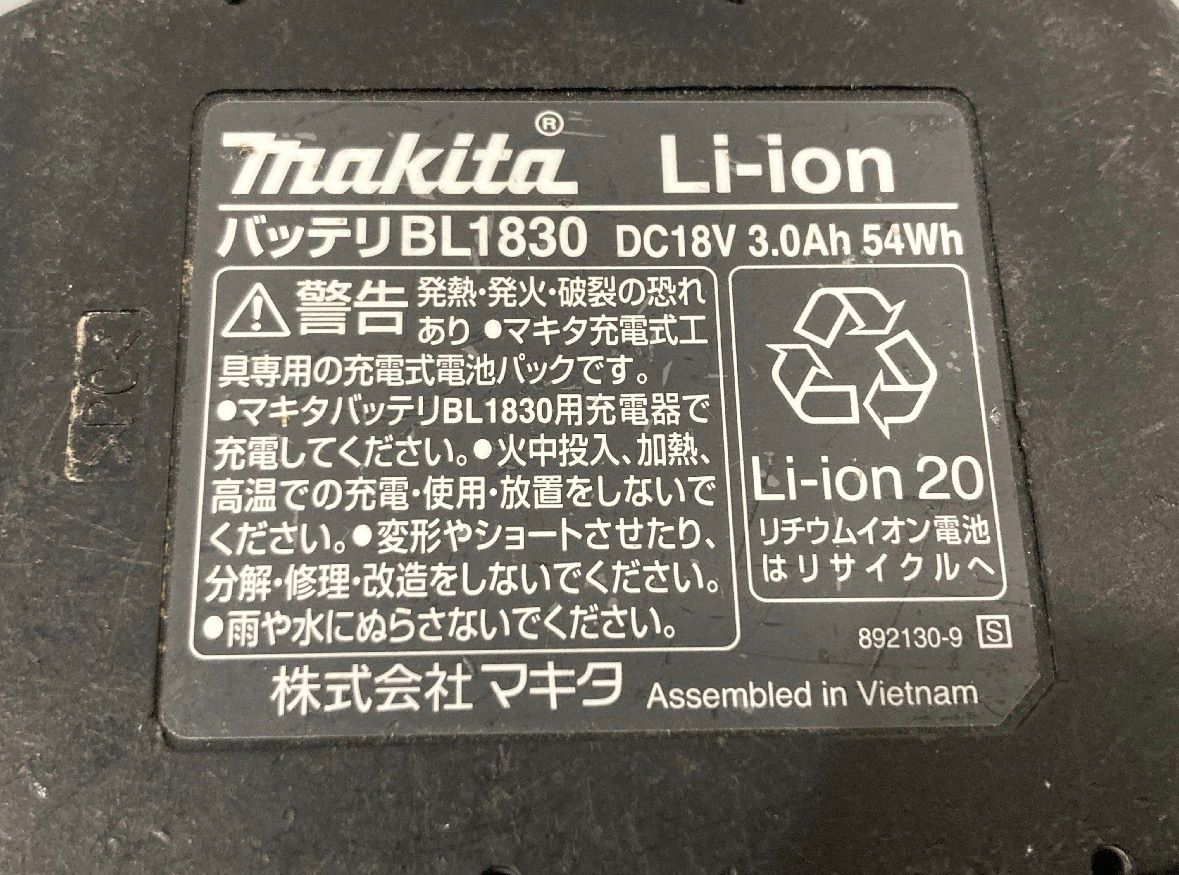 makita® Li-ion
バッテリBL1830 DC18V 3.0Ah 54Wh
⚠警告 発熱・発火・破裂の恐れ
あり ●マキタ充電式工
具専用の充電式電池パックです。
●マキタバッテリBL1830用充電器で
充電してください。●火中投入、加熱、
高温での充電・使用・放置をしないで
ください。●変形やショートさせたり、
分解・修理・改造をしないでください。
●雨や水にぬらさないでください。
Li-ion 20
リチウムイオン電池
はリサイクルへ
892130-9 S
株式会社マキタ Assembled in Vietnam